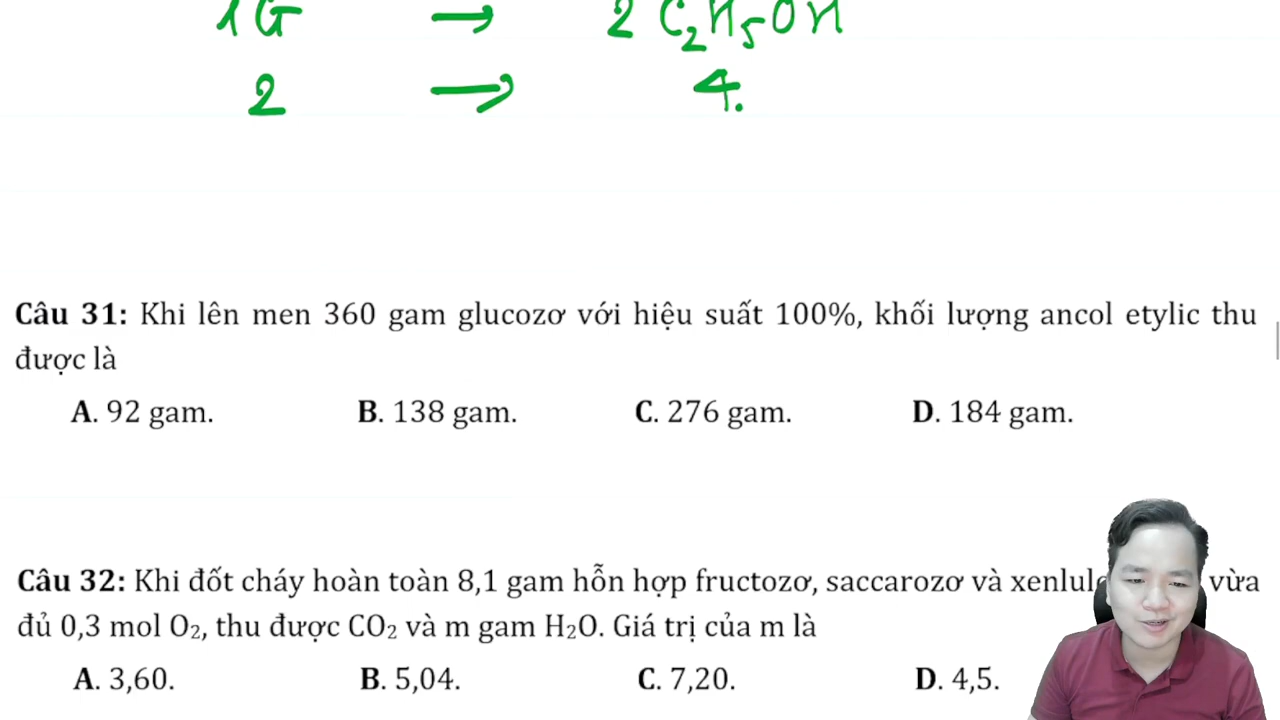 1G → 2 C₂H₅OH
2 → 4.
Câu 31: Khi lên men 360 gam glucozơ với hiệu suất 100%, khối lượng ancol etylic thu
được là
A. 92 gam. B. 138 gam. C. 276 gam. D. 184 gam.
Câu 32: Khi đốt cháy hoàn toàn 8,1 gam hỗn hợp fructozơ, saccarozơ và vừa
đủ 0,3 mol O₂, thu được CO₂ và m gam H₂O. Giá trị của m là
A. 3,60. B. 5,04. C. 7,20. D. 4,5.